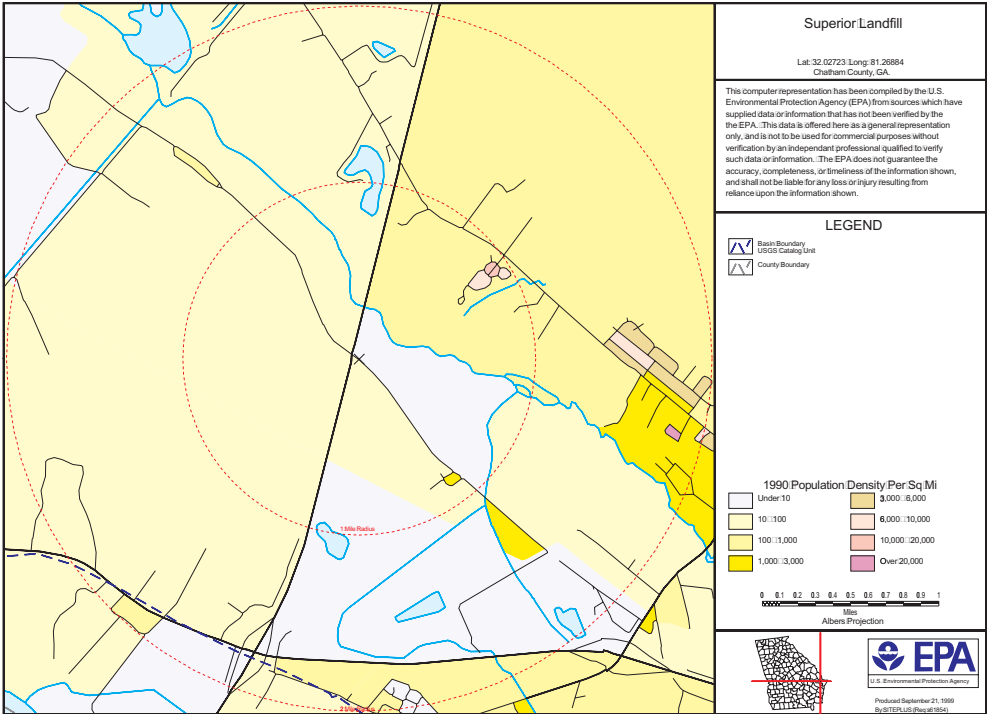 Superior Landfill
Lat: 32.02723 Long: 81.26884
Chatham County, GA.
This computer representation has been compiled by the U.S.
Environmental Protection Agency (EPA) from sources which have
supplied data or information that has not been verified by the
the EPA. This data is offered here as a general representation
only, and is not to be used for commercial purposes without
verification by an independant professional qualified to verify
such data or information. The EPA does not guarantee the
accuracy, completeness, or timeliness of the information shown,
and shall not be liable for any loss or injury resulting from
reliance upon the information shown.
LEGEND
Basin Boundary
USGS Catalog Unit
County Boundary
1990 Population Density Per Sq Mi
Under 10
10 100
100 1,000
1,000 3,000
3,000 6,000
6,000 10,000
10,000 20,000
Over 20,000
0 0.1 0.2 0.3 0.4 0.5 0.6 0.7 0.8 0.9 1
Miles
Albers Projection
EPA
U.S. Environmental Protection Agency
Produced September 21, 1999
By SITEPLUS (Req 61854)
1 Mile Radius
2 Mile Radius